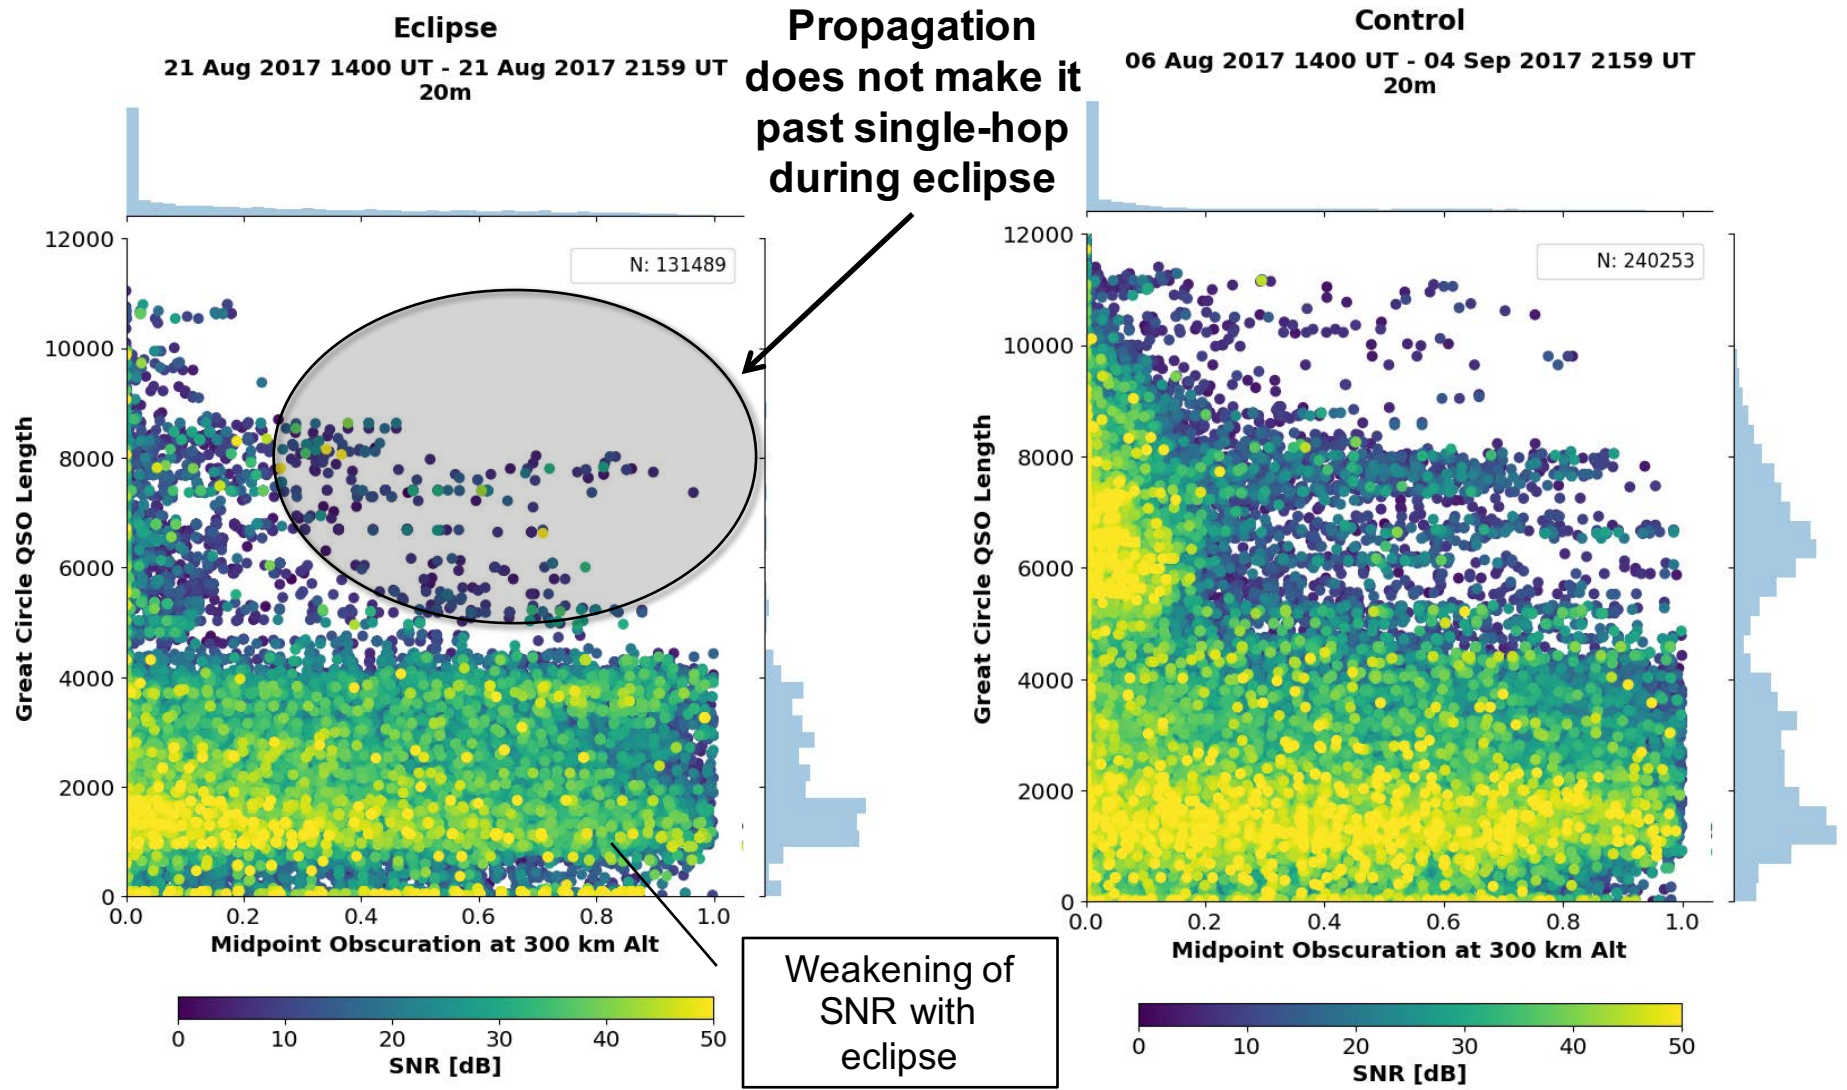 Eclipse
21 Aug 2017 1400 UT - 21 Aug 2017 2159 UT
20m
Propagation
does not make it
past single-hop
during eclipse
Control
06 Aug 2017 1400 UT - 04 Sep 2017 2159 UT
20m
N: 131489
12000
10000
8000
6000
4000
2000
0
Great Circle QSO Length
0.0 0.2 0.4 0.6 0.8 1.0
Midpoint Obscuration at 300 km Alt
0 10 20 30 40 50
SNR [dB]
Weakening of
SNR with
eclipse
N: 240253
12000
10000
8000
6000
4000
2000
0
Great Circle QSO Length
0.0 0.2 0.4 0.6 0.8 1.0
Midpoint Obscuration at 300 km Alt
0 10 20 30 40 50
SNR [dB]